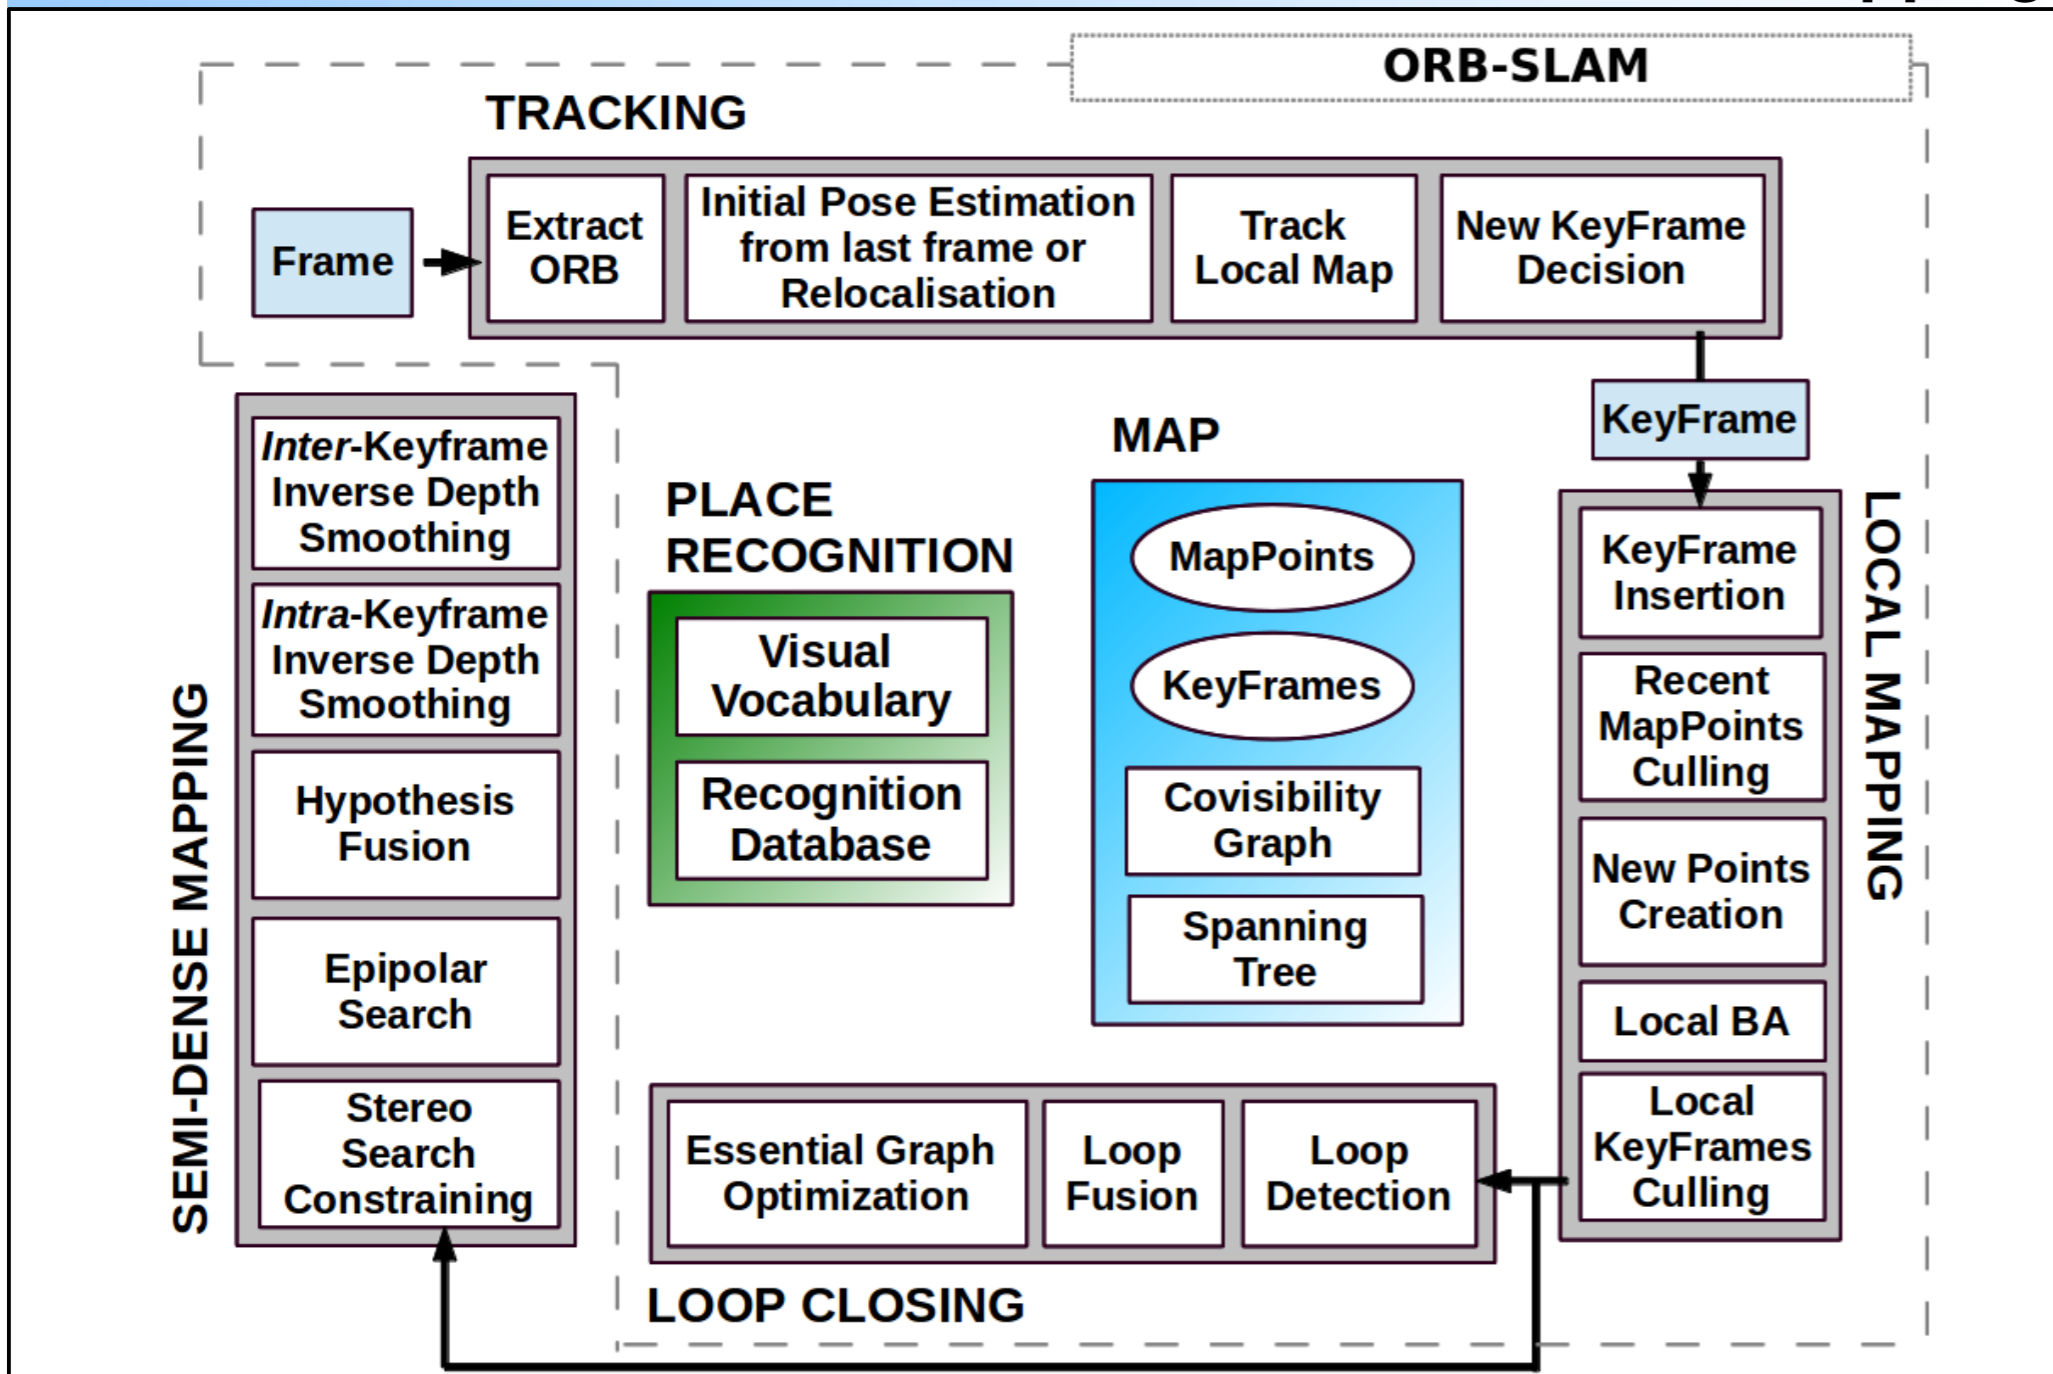 ORB-SLAM
TRACKING
Frame
Extract
ORB
Initial Pose Estimation
from last frame or
Relocalisation
Track
Local Map
New KeyFrame
Decision
KeyFrame
LOCAL MAPPING
KeyFrame
Insertion
Recent
MapPoints
Culling
New Points
Creation
Local BA
Local
KeyFrames
Culling
MAP
MapPoints
KeyFrames
Covisibility
Graph
Spanning
Tree
PLACE
RECOGNITION
Visual
Vocabulary
Recognition
Database
SEMI-DENSE MAPPING
Inter-Keyframe
Inverse Depth
Smoothing
Intra-Keyframe
Inverse Depth
Smoothing
Hypothesis
Fusion
Epipolar
Search
Stereo
Search
Constraining
Essential Graph
Optimization
Loop
Fusion
Loop
Detection
LOOP CLOSING